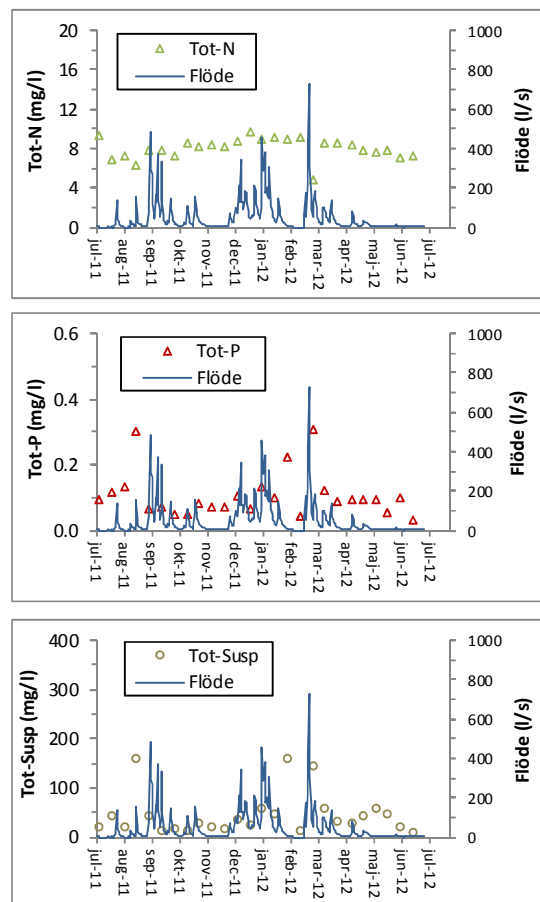 20
16
12
8
4
0
Tot-N (mg/l)
Tot-N
Flöde
1000
800
600
400
200
0
Flöde (l/s)
jul-11
aug-11
sep-11
okt-11
nov-11
dec-11
jan-12
feb-12
mar-12
apr-12
maj-12
jun-12
jul-12
0.6
0.4
0.2
0.0
Tot-P (mg/l)
Tot-P
Flöde
1000
800
600
400
200
0
Flöde (l/s)
jul-11
aug-11
sep-11
okt-11
nov-11
dec-11
jan-12
feb-12
mar-12
apr-12
maj-12
jun-12
jul-12
400
300
200
100
0
Tot-Susp (mg/l)
Tot-Susp
Flöde
1000
800
600
400
200
0
Flöde (l/s)
jul-11
aug-11
sep-11
okt-11
nov-11
dec-11
jan-12
feb-12
mar-12
apr-12
maj-12
jun-12
jul-12